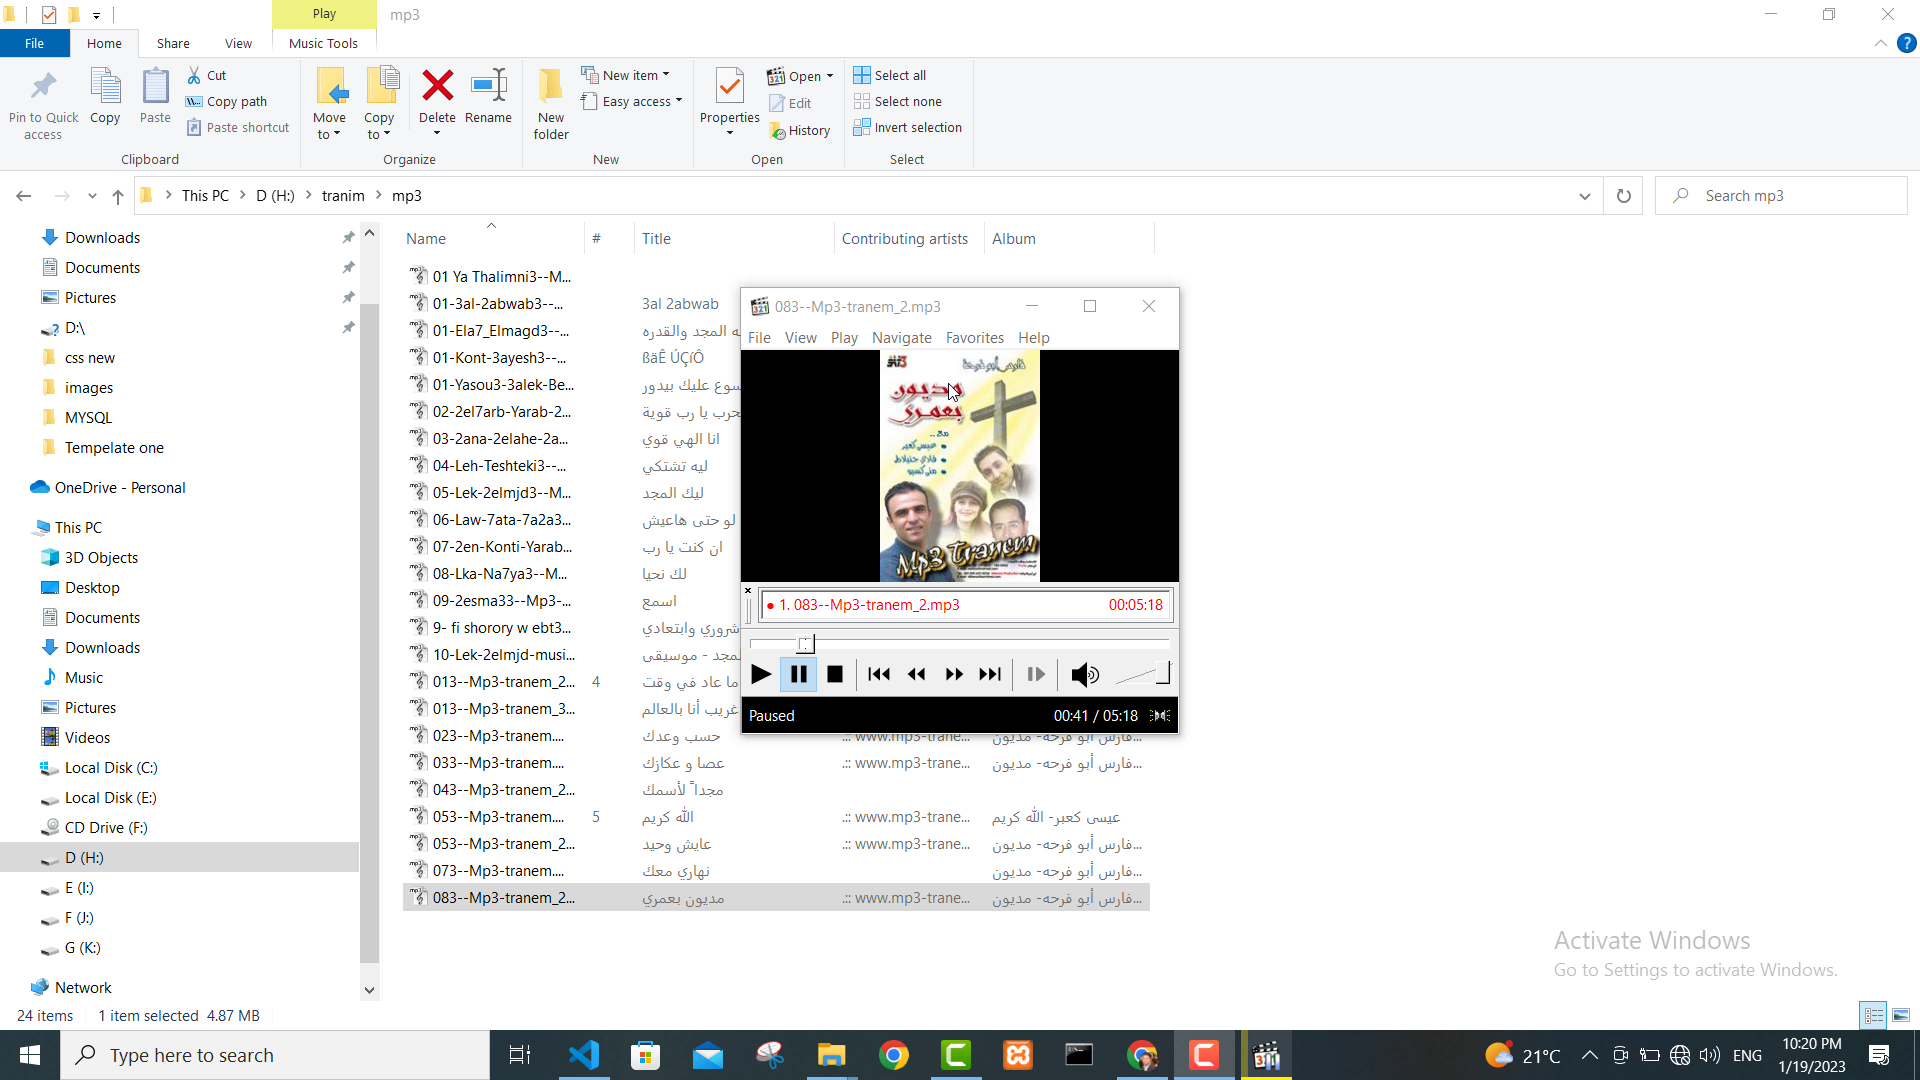 Play
mp3
File
Home
Share
View
Music Tools
Pin to Quick access
Copy
Paste
Cut
Copy path
Paste shortcut
Clipboard
Move to
Copy to
Delete
Rename
Organize
New folder
New item
Easy access
New
Properties
Open
Edit
History
Open
Select all
Select none
Invert selection
Select
This PC
D (H:)
tranim
mp3
Search mp3
Downloads
Documents
Pictures
D:\
css new
images
MYSQL
Tempelate one
OneDrive - Personal
This PC
3D Objects
Desktop
Documents
Downloads
Music
Pictures
Videos
Local Disk (C:)
Local Disk (E:)
CD Drive (F:)
D (H:)
E (I:)
F (J:)
G (K:)
Network
Name # Title Contributing artists Album
01 Ya Thalimni3--M...
01-3al-2abwab3--... 3al 2abwab
01-Ela7_Elmagd3--... ه المجد والقدره
01-Kont-3ayesh3--... ßäÊ ÚÇíÔ
01-Yasou3-3alek-Be... سوع عليك بيدور
02-2el7arb-Yarab-2... حرب يا رب قوية
03-2ana-2elahe-2a... انا الهي قوي
04-Leh-Teshteki3--... ليه تشتكي
05-Lek-2elmjd3--M... ليك المجد
06-Law-7ata-7a2a3... لو حتى هاعيش
07-2en-Konti-Yarab... ان كنت يا رب
08-Lka-Na7ya3--M... لك نحيا
09-2esma33--Mp3-... اسمع
9- fi shorory w ebt3... شروري وابتعادي
10-Lek-2elmjd-musi... لمجد - موسيقى
013--Mp3-tranem_2... 4 ما عاد في وقت
013--Mp3-tranem_3... غريب أنا بالعالم
023--Mp3-tranem.... حسب وعدك .:: www.mp3-trane... فارس أبو فرحه- مديون...
033--Mp3-tranem.... عصا و عكازك .:: www.mp3-trane... فارس أبو فرحه- مديون...
043--Mp3-tranem_2... مجداً لأسمك
053--Mp3-tranem.... 5 الله كريم .:: www.mp3-trane... عيسى كعبر- الله كريم
053--Mp3-tranem_2... عايش وحيد .:: www.mp3-trane... فارس أبو فرحه- مديون...
073--Mp3-tranem.... نهاري معك فارس أبو فرحه- مديون...
083--Mp3-tranem_2... مديون بعمري .:: www.mp3-trane... فارس أبو فرحه- مديون...
083--Mp3-tranem_2.mp3
File View Play Navigate Favorites Help
فارس أبو فرحة
مديون
بعمري
مع..
عيسى كعبر
فادي حنيلاط
Mp3 Tranem
1. 083--Mp3-tranem_2.mp3 00:05:18
Paused 00:41 / 05:18
Activate Windows
Go to Settings to activate Windows.
24 items 1 item selected 4.87 MB
Type here to search
21°C
ENG
10:20 PM
1/19/2023